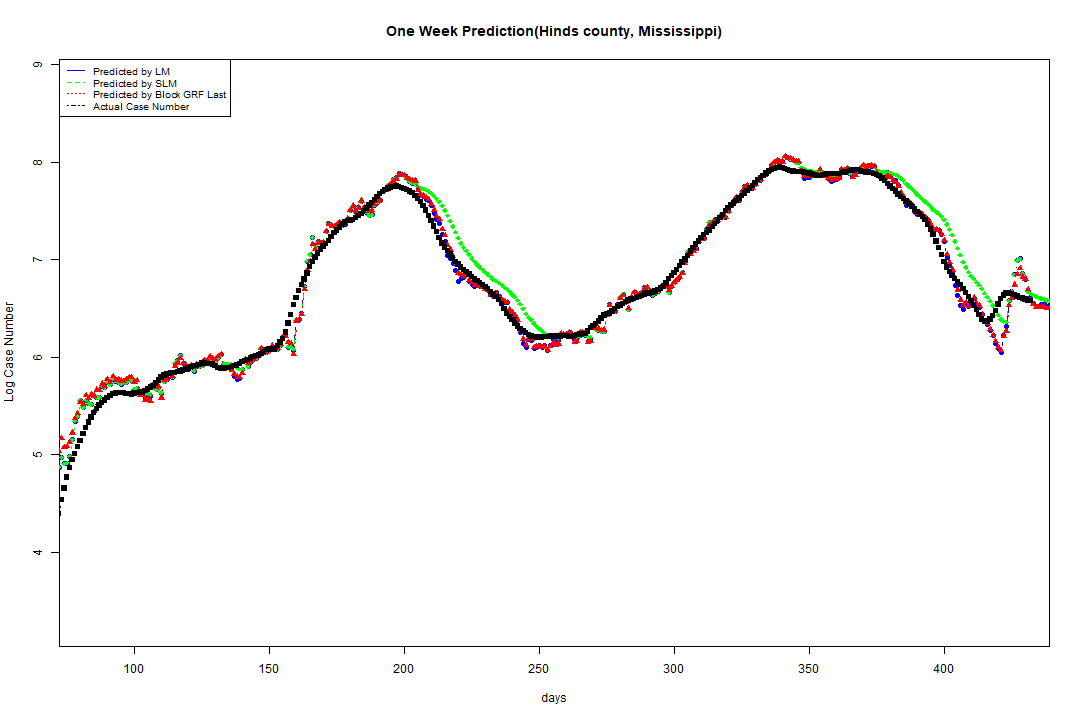 One Week Prediction(Hinds county, Mississippi)
Predicted by LM
Predicted by SLM
Predicted by Block GRF Last
Actual Case Number
9
8
7
6
5
4
Log Case Number
100 150 200 250 300 350 400
days